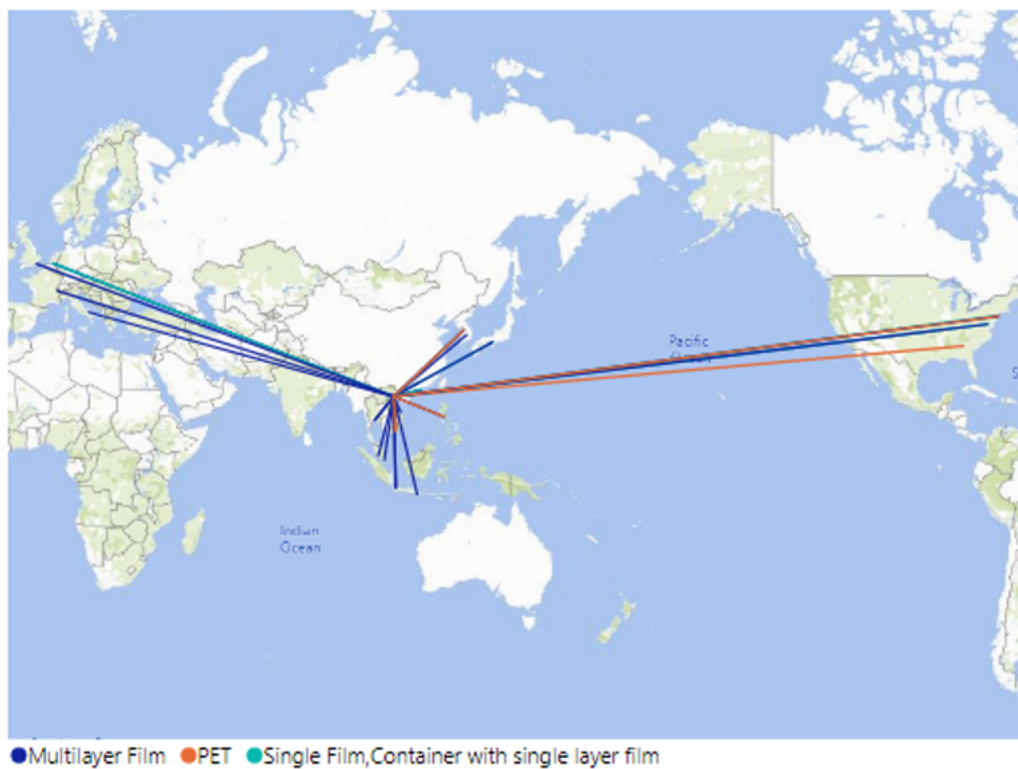 Pacific
Indian
Ocean
S
Multilayer Film PET Single Film,Container with single layer film